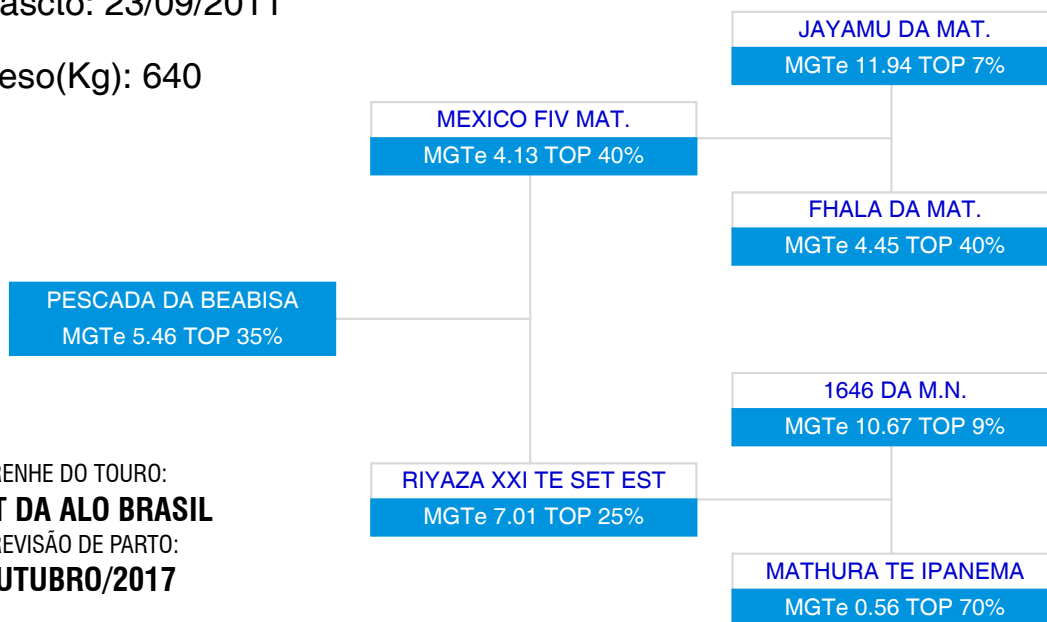 ascto: 23/09/2011
eso(Kg): 640
JAYAMU DA MAT.
MGTe 11.94 TOP 7%
MEXICO FIV MAT.
MGTe 4.13 TOP 40%
FHALA DA MAT.
MGTe 4.45 TOP 40%
PESCADA DA BEABISA
MGTe 5.46 TOP 35%
1646 DA M.N.
MGTe 10.67 TOP 9%
RIYAZA XXI TE SET EST
MGTe 7.01 TOP 25%
MATHURA TE IPANEMA
MGTe 0.56 TOP 70%
RENHE DO TOURO:
T DA ALO BRASIL
REVISÃO DE PARTO:
UTUBRO/2017